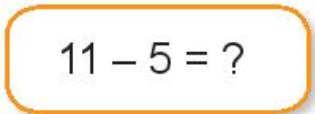 11 – 5 = ?